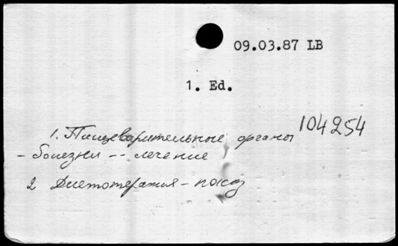 09.03.87 LB
1. Ed.
104254
1. Пищеварительные органы
- болезни -- лечение
2 Диетотерапия -